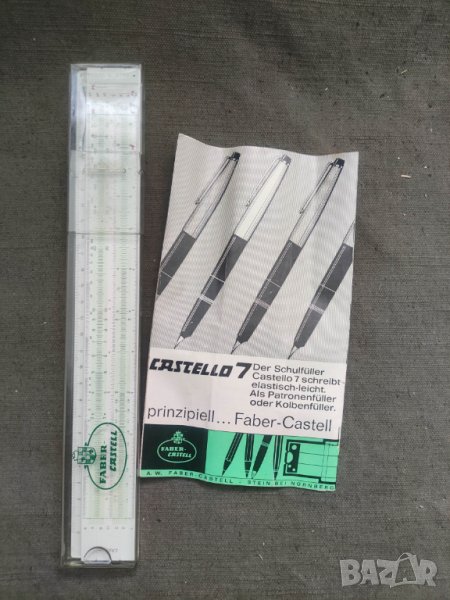 FABER
CASTELL
CASTELLO 7
Der Schulfüller
Castello 7 schreibt
elastisch-leicht.
Als Patronenfüller
oder Kolbenfüller.
prinzipiell... Faber-Castell
FABER-
CASTELL
A.W. FABER-CASTELL - STEIN BEI NÜRNBERG
BAZAR